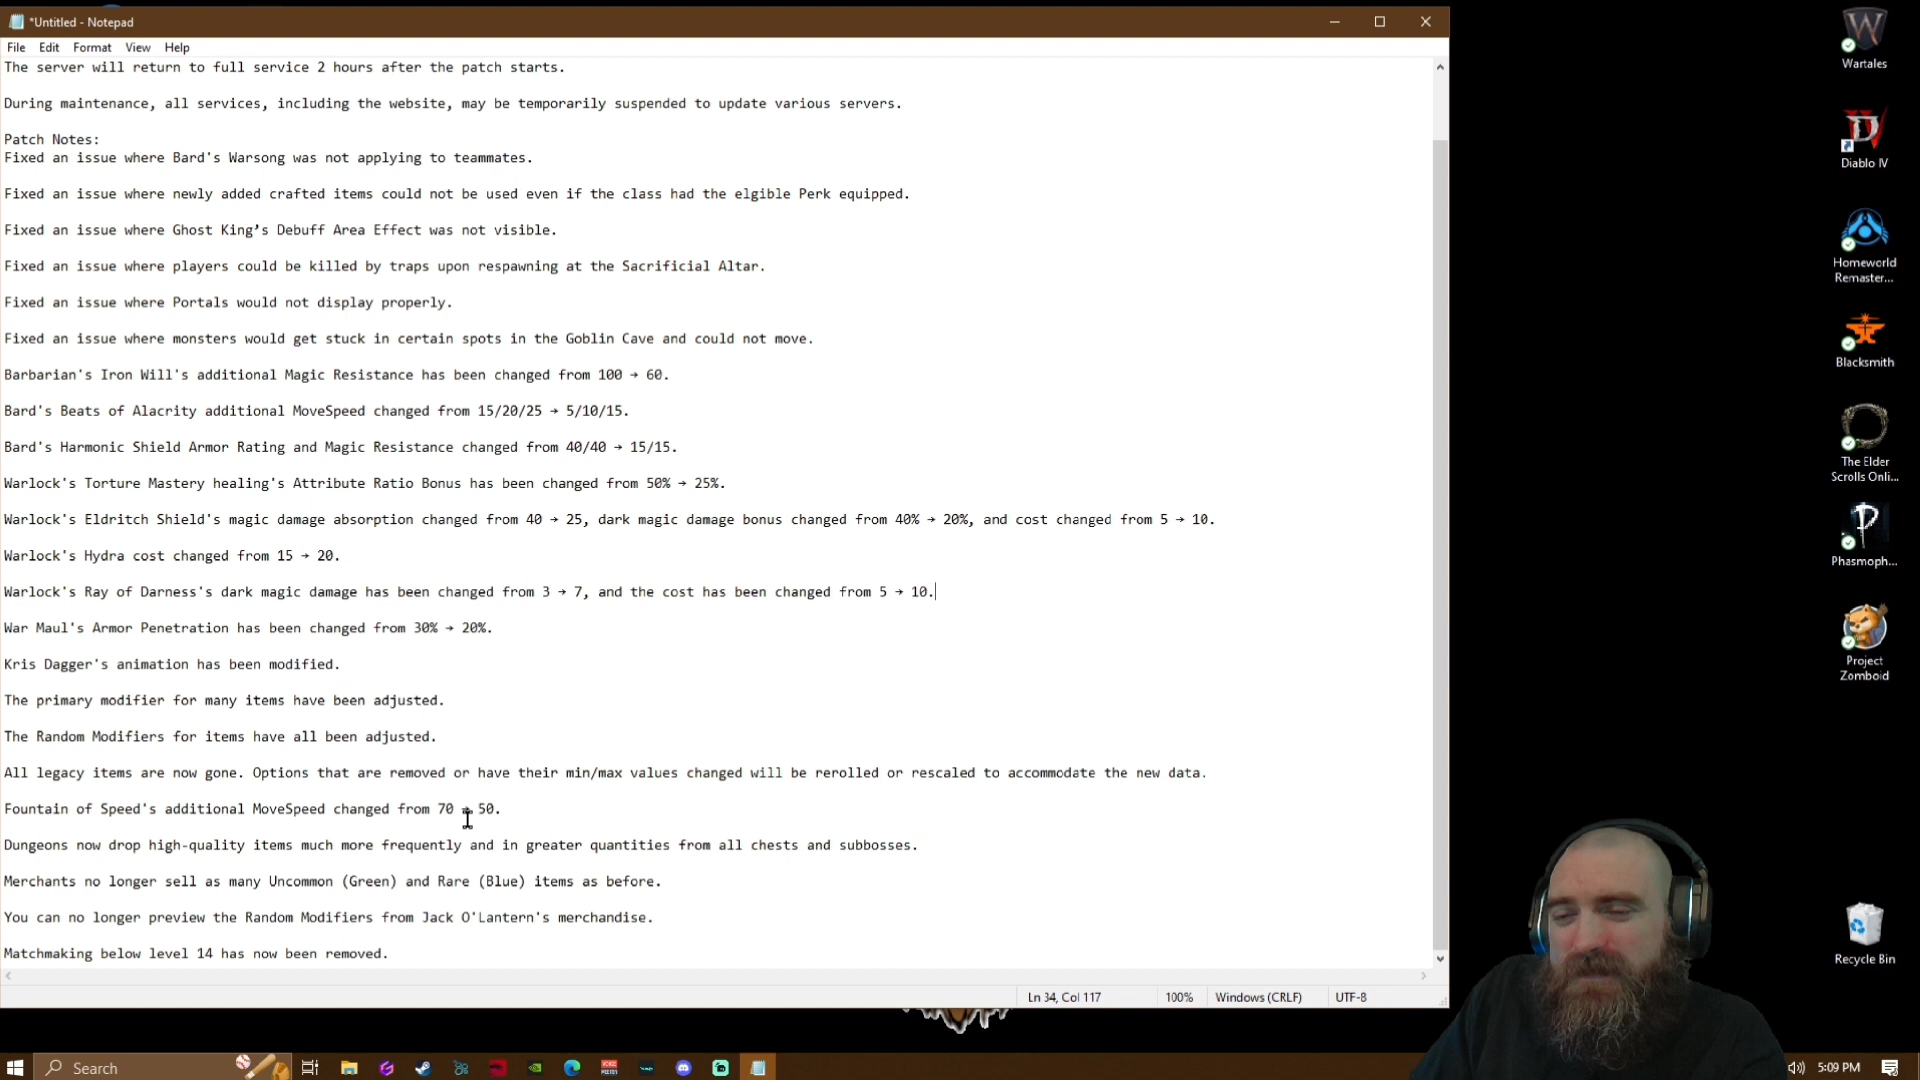 *Untitled - Notepad
File Edit Format View Help
The server will return to full service 2 hours after the patch starts.
During maintenance, all services, including the website, may be temporarily suspended to update various servers.
Patch Notes:
Fixed an issue where Bard's Warsong was not applying to teammates.
Fixed an issue where newly added crafted items could not be used even if the class had the elgible Perk equipped.
Fixed an issue where Ghost King’s Debuff Area Effect was not visible.
Fixed an issue where players could be killed by traps upon respawning at the Sacrificial Altar.
Fixed an issue where Portals would not display properly.
Fixed an issue where monsters would get stuck in certain spots in the Goblin Cave and could not move.
Barbarian's Iron Will's additional Magic Resistance has been changed from 100 → 60.
Bard's Beats of Alacrity additional MoveSpeed changed from 15/20/25 → 5/10/15.
Bard's Harmonic Shield Armor Rating and Magic Resistance changed from 40/40 → 15/15.
Warlock's Torture Mastery healing's Attribute Ratio Bonus has been changed from 50% → 25%.
Warlock's Eldritch Shield's magic damage absorption changed from 40 → 25, dark magic damage bonus changed from 40% → 20%, and cost changed from 5 → 10.
Warlock's Hydra cost changed from 15 → 20.
Warlock's Ray of Darness's dark magic damage has been changed from 3 → 7, and the cost has been changed from 5 → 10.
War Maul's Armor Penetration has been changed from 30% → 20%.
Kris Dagger's animation has been modified.
The primary modifier for many items have been adjusted.
The Random Modifiers for items have all been adjusted.
All legacy items are now gone. Options that are removed or have their min/max values changed will be rerolled or rescaled to accommodate the new data.
Fountain of Speed's additional MoveSpeed changed from 70 → 50.
Dungeons now drop high-quality items much more frequently and in greater quantities from all chests and subbosses.
Merchants no longer sell as many Uncommon (Green) and Rare (Blue) items as before.
You can no longer preview the Random Modifiers from Jack O'Lantern's merchandise.
Matchmaking below level 14 has now been removed.
Ln 34, Col 117 100% Windows (CRLF) UTF-8
Wartales
Diablo IV
Homeworld
Remaster...
Blacksmith
The Elder
Scrolls Onli...
Phasmoph...
Project
Zomboid
Recycle Bin
Search
5:09 PM